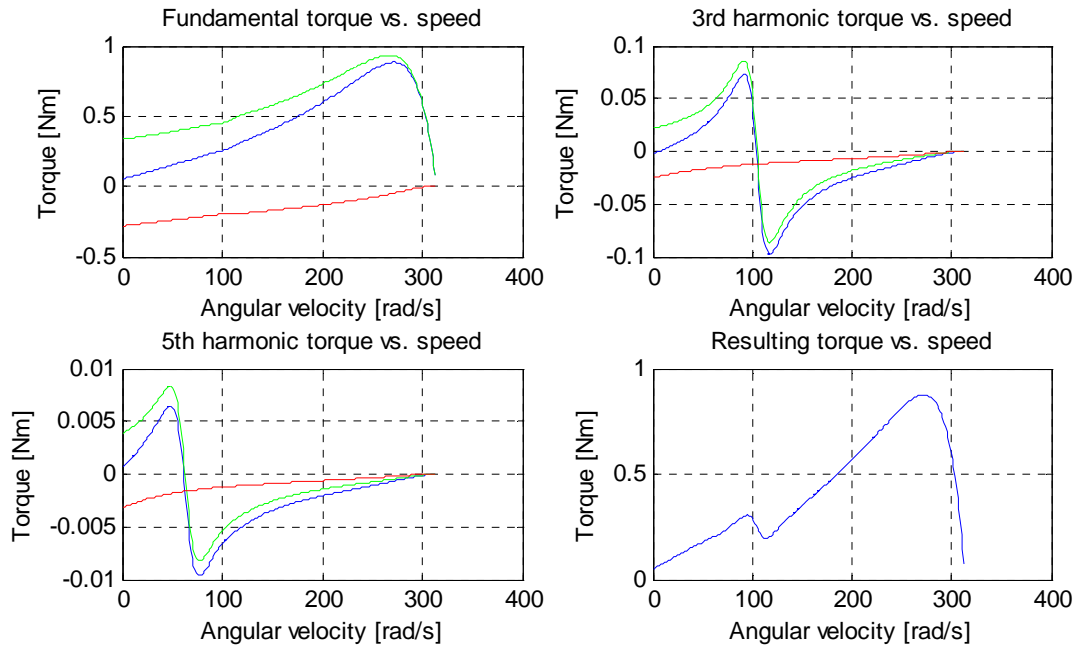 Fundamental torque vs. speed
1
0.5
0
-0.5
Torque [Nm]
0 100 200 300 400
Angular velocity [rad/s]
3rd harmonic torque vs. speed
0.1
0.05
0
-0.05
-0.1
Torque [Nm]
0 100 200 300 400
Angular velocity [rad/s]
5th harmonic torque vs. speed
0.01
0.005
0
-0.005
-0.01
Torque [Nm]
0 100 200 300 400
Angular velocity [rad/s]
Resulting torque vs. speed
1
0.5
0
Torque [Nm]
0 100 200 300 400
Angular velocity [rad/s]